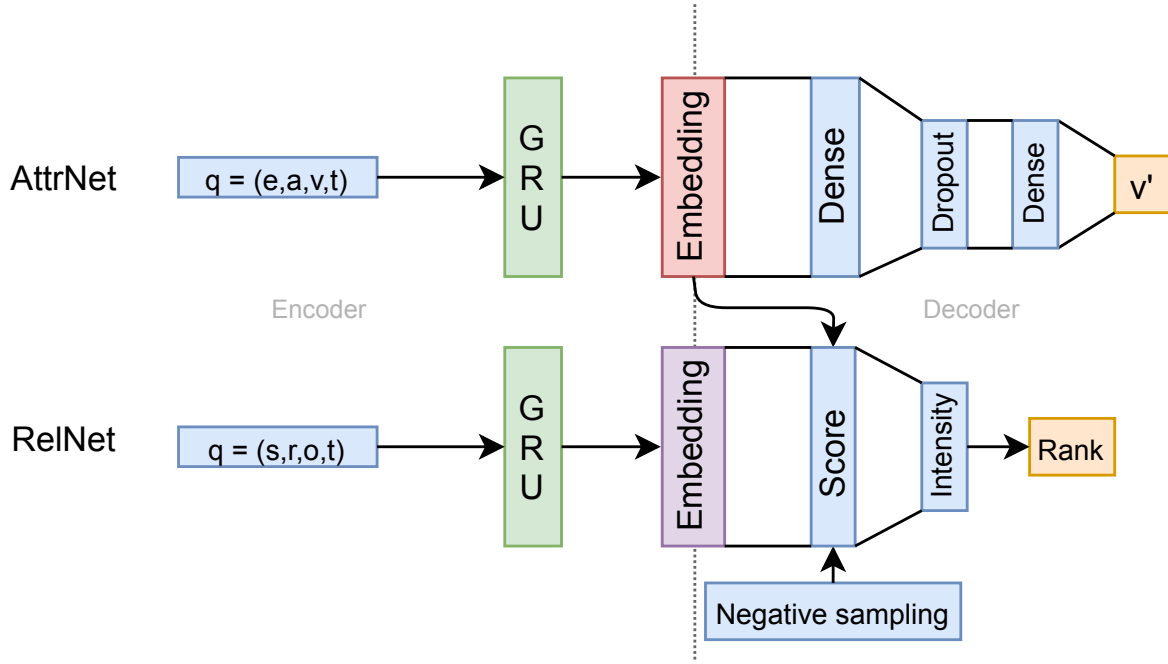 AttrNet
q = (e,a,v,t)
G
R
U
Embedding
Dense
Dropout
Dense
v'
Encoder
Decoder
RelNet
q = (s,r,o,t)
G
R
U
Embedding
Score
Intensity
Rank
Negative sampling